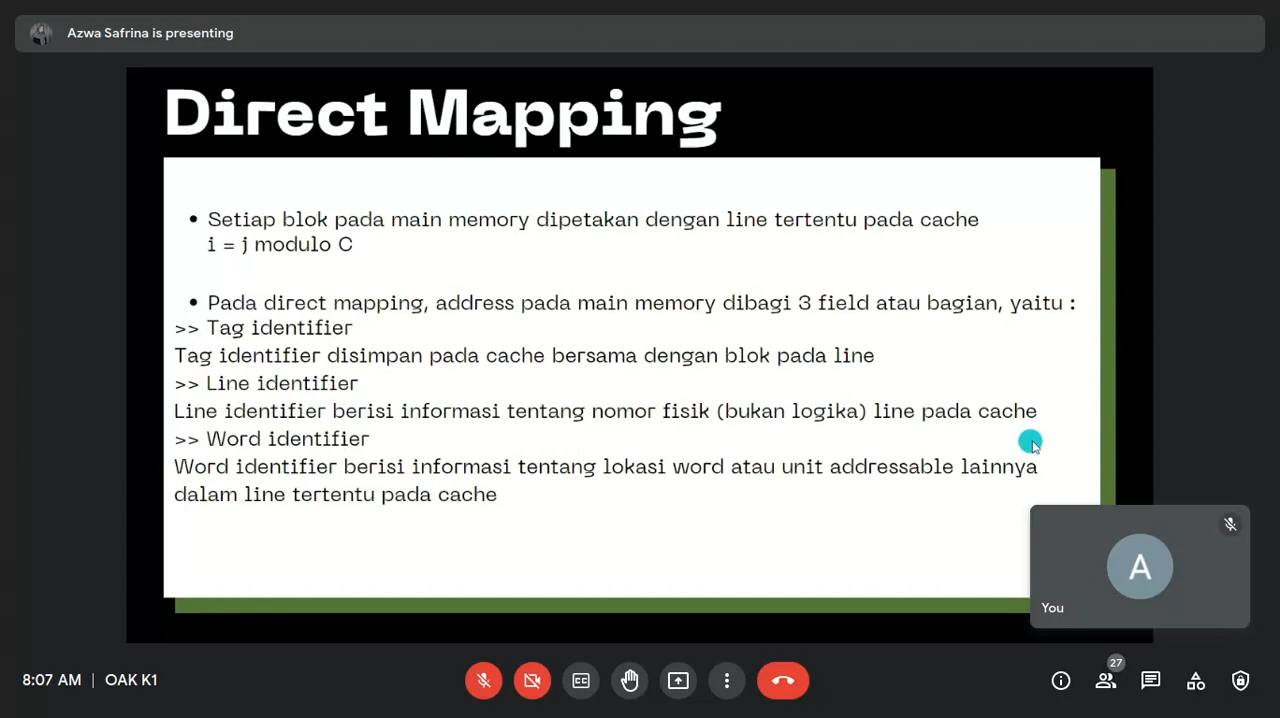 Azwa Safrina is presenting
Direct Mapping
• Setiap blok pada main memory dipetakan dengan line tertentu pada cache
i = j modulo C
• Pada direct mapping, address pada main memory dibagi 3 field atau bagian, yaitu :
>> Tag identifier
Tag identifier disimpan pada cache bersama dengan blok pada line
>> Line identifier
Line identifier berisi informasi tentang nomor fisik (bukan logika) line pada cache
>> Word identifier
Word identifier berisi informasi tentang lokasi word atau unit addressable lainnya
dalam line tertentu pada cache
A
You
8:07 AM | OAK K1
CC
27